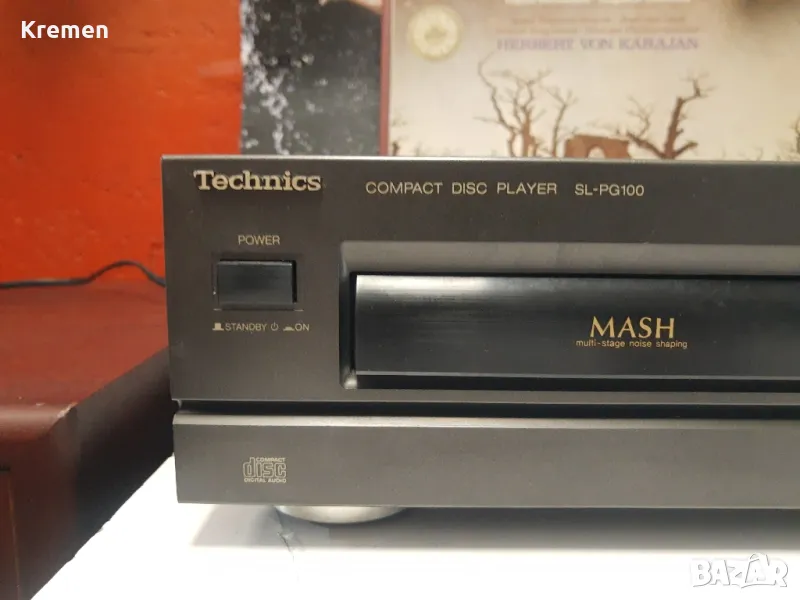 Kremen
HERBERT VON KARAJAN
Technics
COMPACT DISC PLAYER SL-PG100
POWER
STANDBY ON
MASH
multi-stage noise shaping
COMPACT
disc
DIGITAL AUDIO
BAZAR